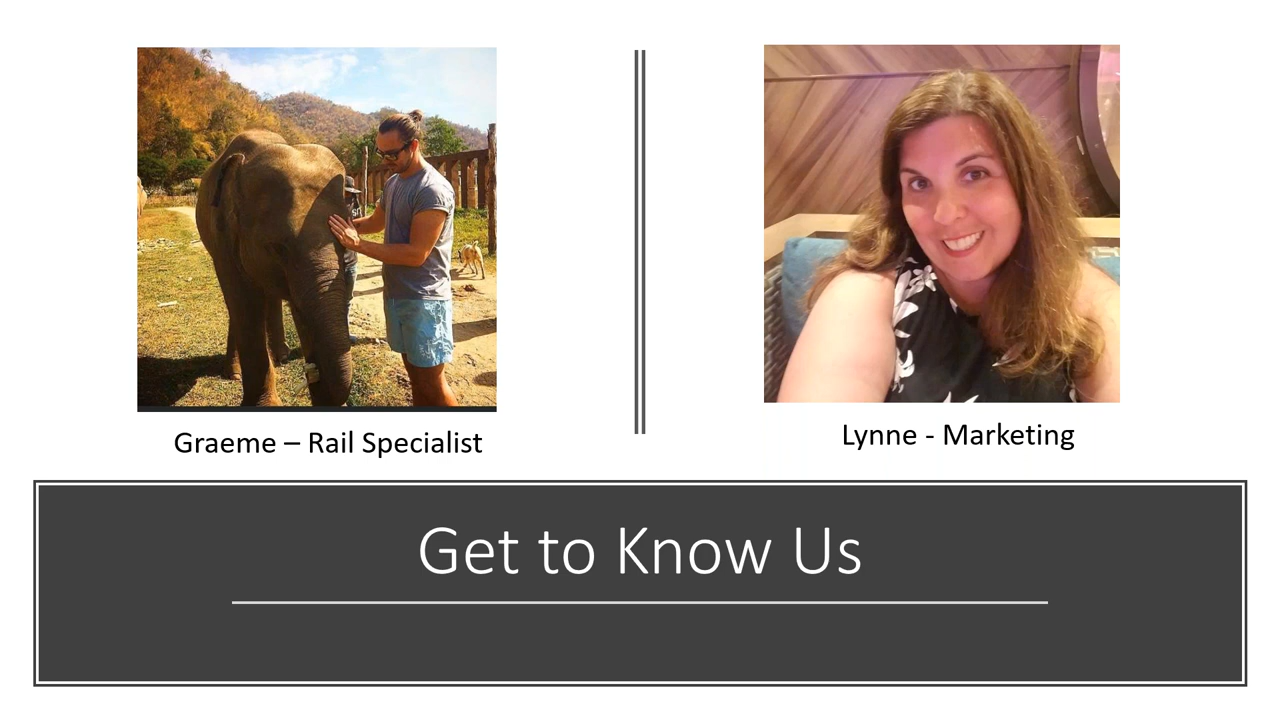 Graeme – Rail Specialist
Lynne - Marketing
Get to Know Us